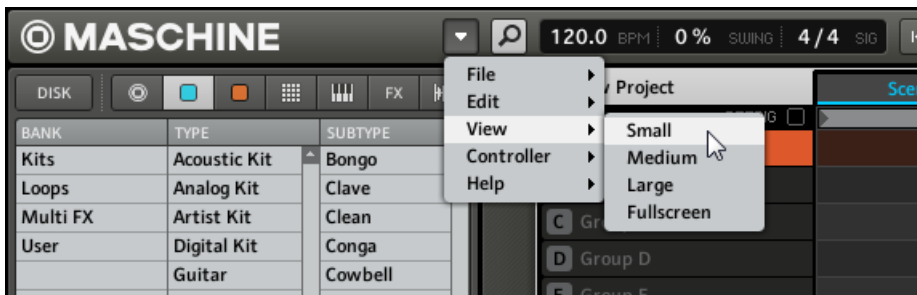 MASCHINE 120.0 BPM 0 % SWING 4 / 4 SIG
File
Edit
View
Controller
Help
Project
Small
Medium
Large
Fullscreen
DISK FX
BANK TYPE SUBTYPE
Kits Acoustic Kit Bongo
Loops Analog Kit Clave
Multi FX Artist Kit Clean
User Digital Kit Conga
Guitar Cowbell
C
D Group D
E Group E